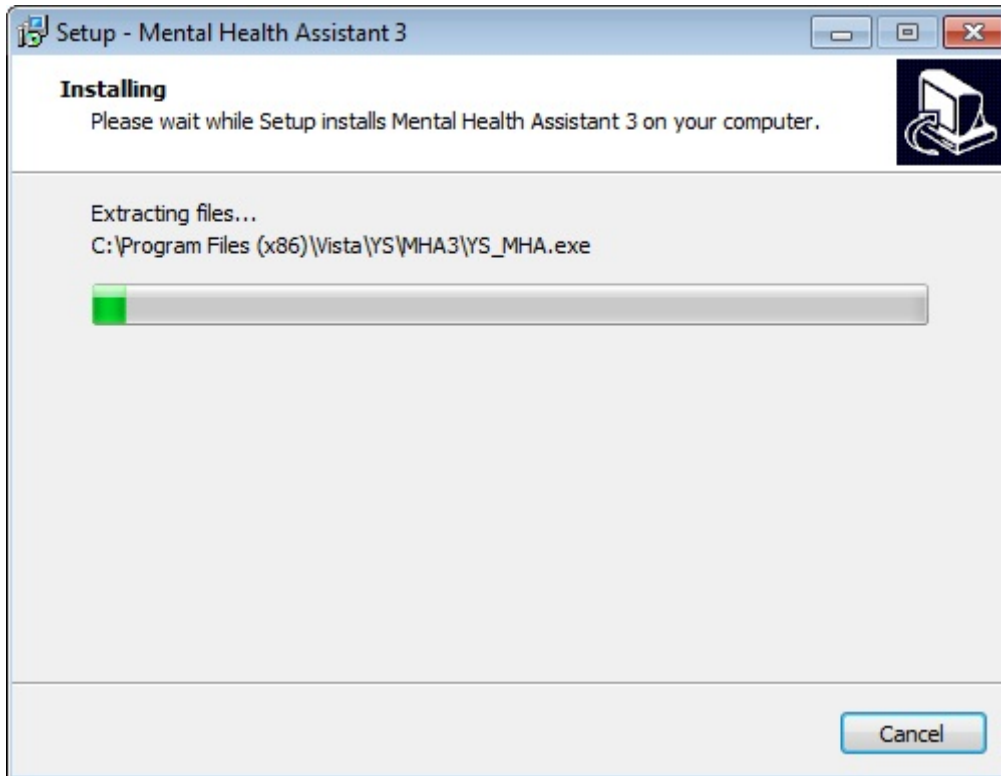 Setup - Mental Health Assistant 3
Installing
Please wait while Setup installs Mental Health Assistant 3 on your computer.
Extracting files...
C:\Program Files (x86)\Vista\YS\MHA3\YS_MHA.exe
Cancel